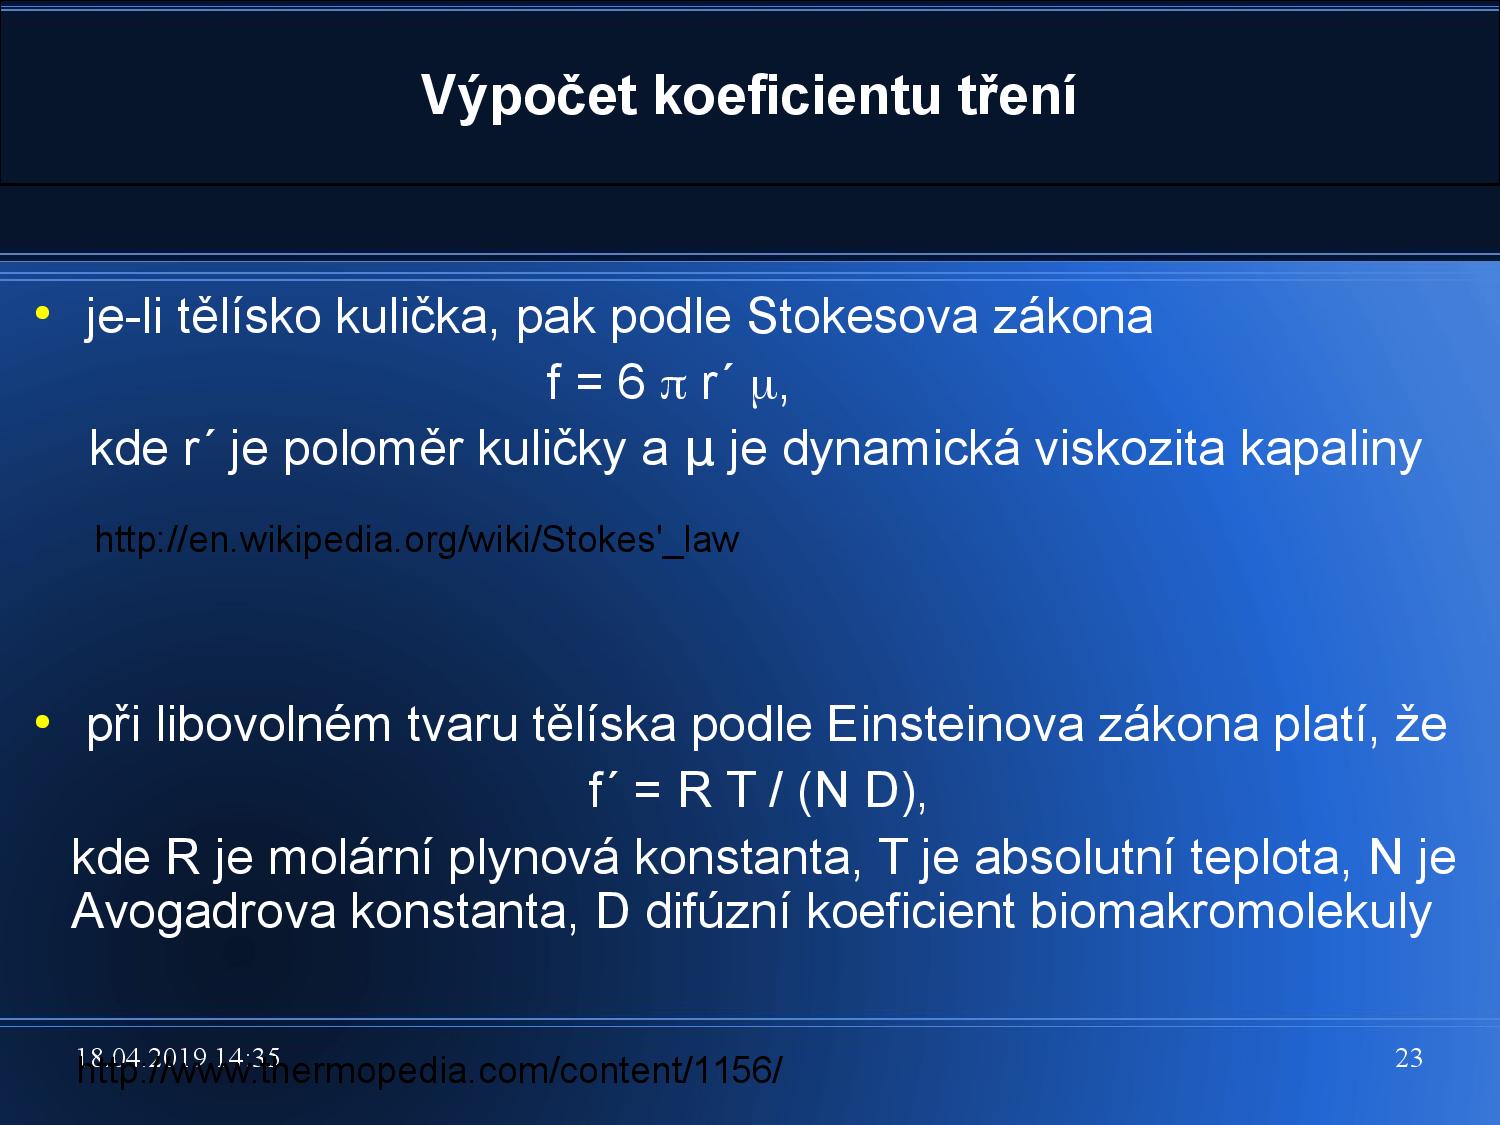 Výpočet koeficientu tření
• je-li tělísko kulička, pak podle Stokesova zákona
f = 6 π r´ μ,
kde r´ je poloměr kuličky a μ je dynamická viskozita kapaliny
http://en.wikipedia.org/wiki/Stokes'_law
• při libovolném tvaru tělíska podle Einsteinova zákona platí, že
f´ = R T / (N D),
kde R je molární plynová konstanta, T je absolutní teplota, N je
Avogadrova konstanta, D difúzní koeficient biomakromolekuly
18.04.2019 14:35
http://www.thermopedia.com/content/1156/
23